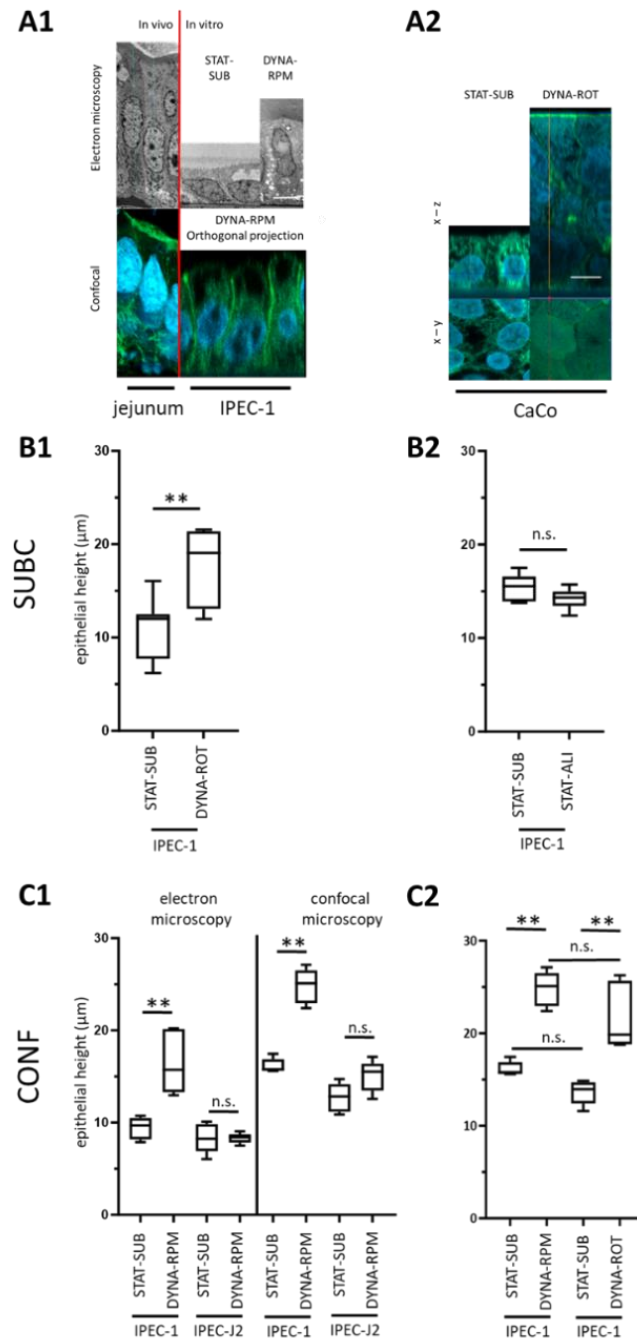 A1
In vivo
In vitro
STAT-
SUB
DYNA-
RPM
Electron microscopy
DYNA-RPM
Orthogonal projection
Confocal
jejunum
IPEC-1
A2
STAT-SUB
DYNA-ROT
x – z
x – y
CaCo
B1
SUBC
epithelial height (μm)
30
20
10
0
**
STAT-SUB
DYNA-ROT
IPEC-1
B2
30
20
10
0
n.s.
STAT-SUB
STAT-ALI
IPEC-1
C1
CONF
electron
microscopy
confocal
microscopy
epithelial height (μm)
30
20
10
0
**
n.s.
**
n.s.
STAT-SUB
DYNA-RPM
STAT-SUB
DYNA-RPM
STAT-SUB
DYNA-RPM
STAT-SUB
DYNA-RPM
IPEC-1
IPEC-J2
IPEC-1
IPEC-J2
C2
30
20
10
0
**
**
n.s.
n.s.
STAT-SUB
DYNA-RPM
STAT-SUB
DYNA-ROT
IPEC-1
IPEC-1